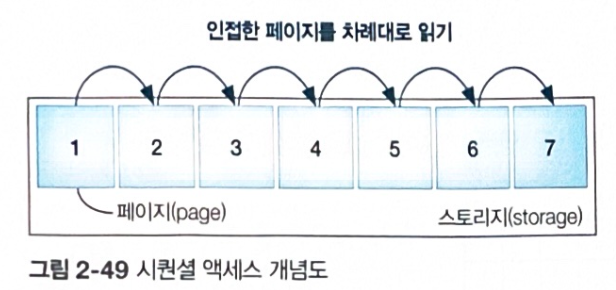 인접한 페이지를 차례대로 읽기
1 2 3 4 5 6 7
페이지(page)
스토리지(storage)
그림 2-49 시퀀셜 액세스 개념도